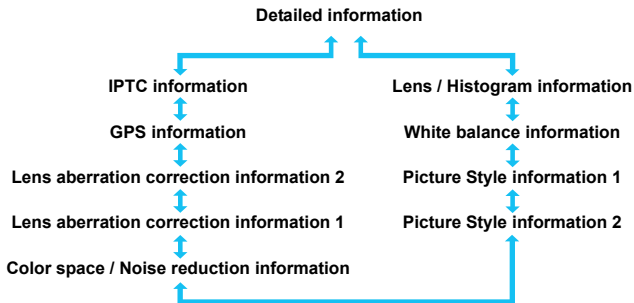 Detailed information
IPTC information
Lens / Histogram information
GPS information
White balance information
Lens aberration correction information 2
Picture Style information 1
Lens aberration correction information 1
Picture Style information 2
Color space / Noise reduction information